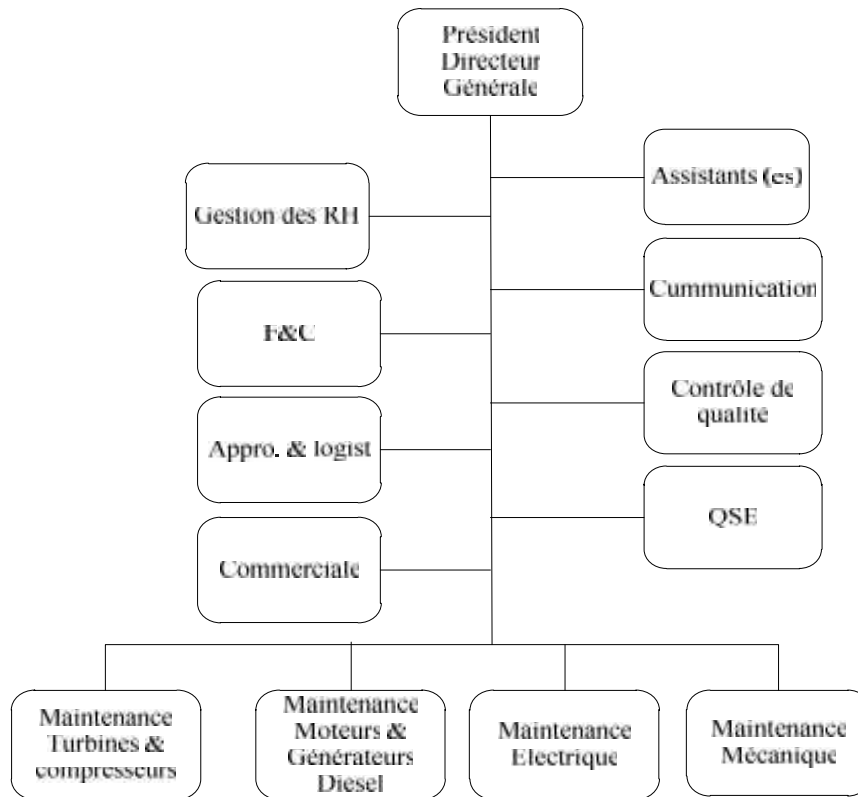 Président
Directeur
Générale
Assistants (es)
Gestion des RH
Cummunication
F&C
Contrôle de
qualité
Appro. & logist
QSE
Commerciale
Maintenance
Turbines &
compresseurs
Maintenance
Moteurs &
Générateurs
Diesel
Maintenance
Electrique
Maintenance
Mécanique